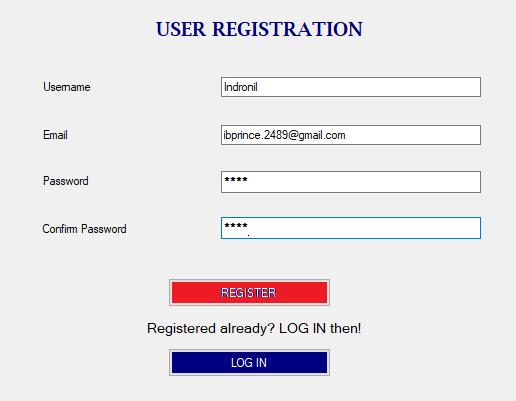 USER REGISTRATION
Username Indronil
Email ibprince.2489@gmail.com
Password ****
Confirm Password ****
REGISTER
Registered already? LOG IN then!
LOG IN